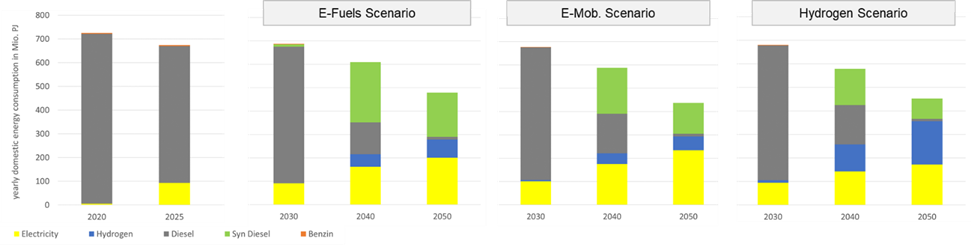 E-Fuels Scenario
E-Mob. Scenario
Hydrogen Scenario
yearly domestic energy consumption in Mio. PJ
800
700
600
500
400
300
200
100
0
2020
2025
2030
2040
2050
2030
2040
2050
2030
2040
2050
Electricity
Hydrogen
Diesel
Syn Diesel
Benzin